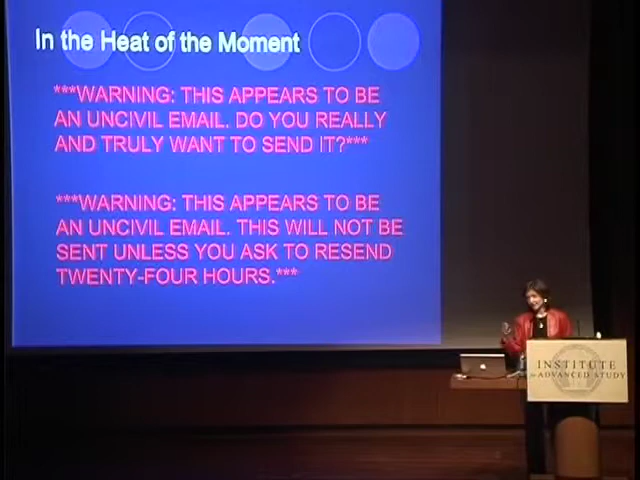 In the Heat of the Moment
***WARNING: THIS APPEARS TO BE
AN UNCIVIL EMAIL. DO YOU REALLY
AND TRULY WANT TO SEND IT?***
***WARNING: THIS APPEARS TO BE
AN UNCIVIL EMAIL. THIS WILL NOT BE
SENT UNLESS YOU ASK TO RESEND
TWENTY-FOUR HOURS.***
INSTITUTE
for ADVANCED STUDY